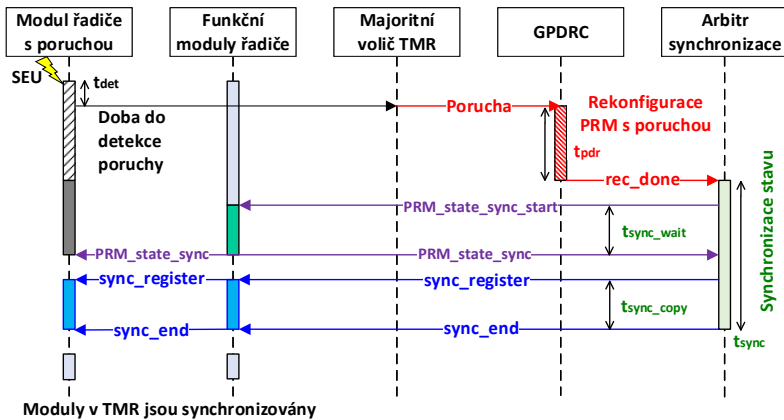 Modul řadiče
s poruchou
Funkční
moduly řadiče
Majoritní
volič TMR
GPDRC
Arbitr
synchronizace
SEU
tdet
Doba do
detekce
poruchy
Porucha
Rekonfigurace
PRM s poruchou
tpdr
rec_done
PRM_state_sync_start
tsync_wait
PRM_state_sync
PRM_state_sync
sync_register
sync_register
tsync_copy
sync_end
sync_end
tsync
Synchronizace stavu
Moduly v TMR jsou synchronizovány